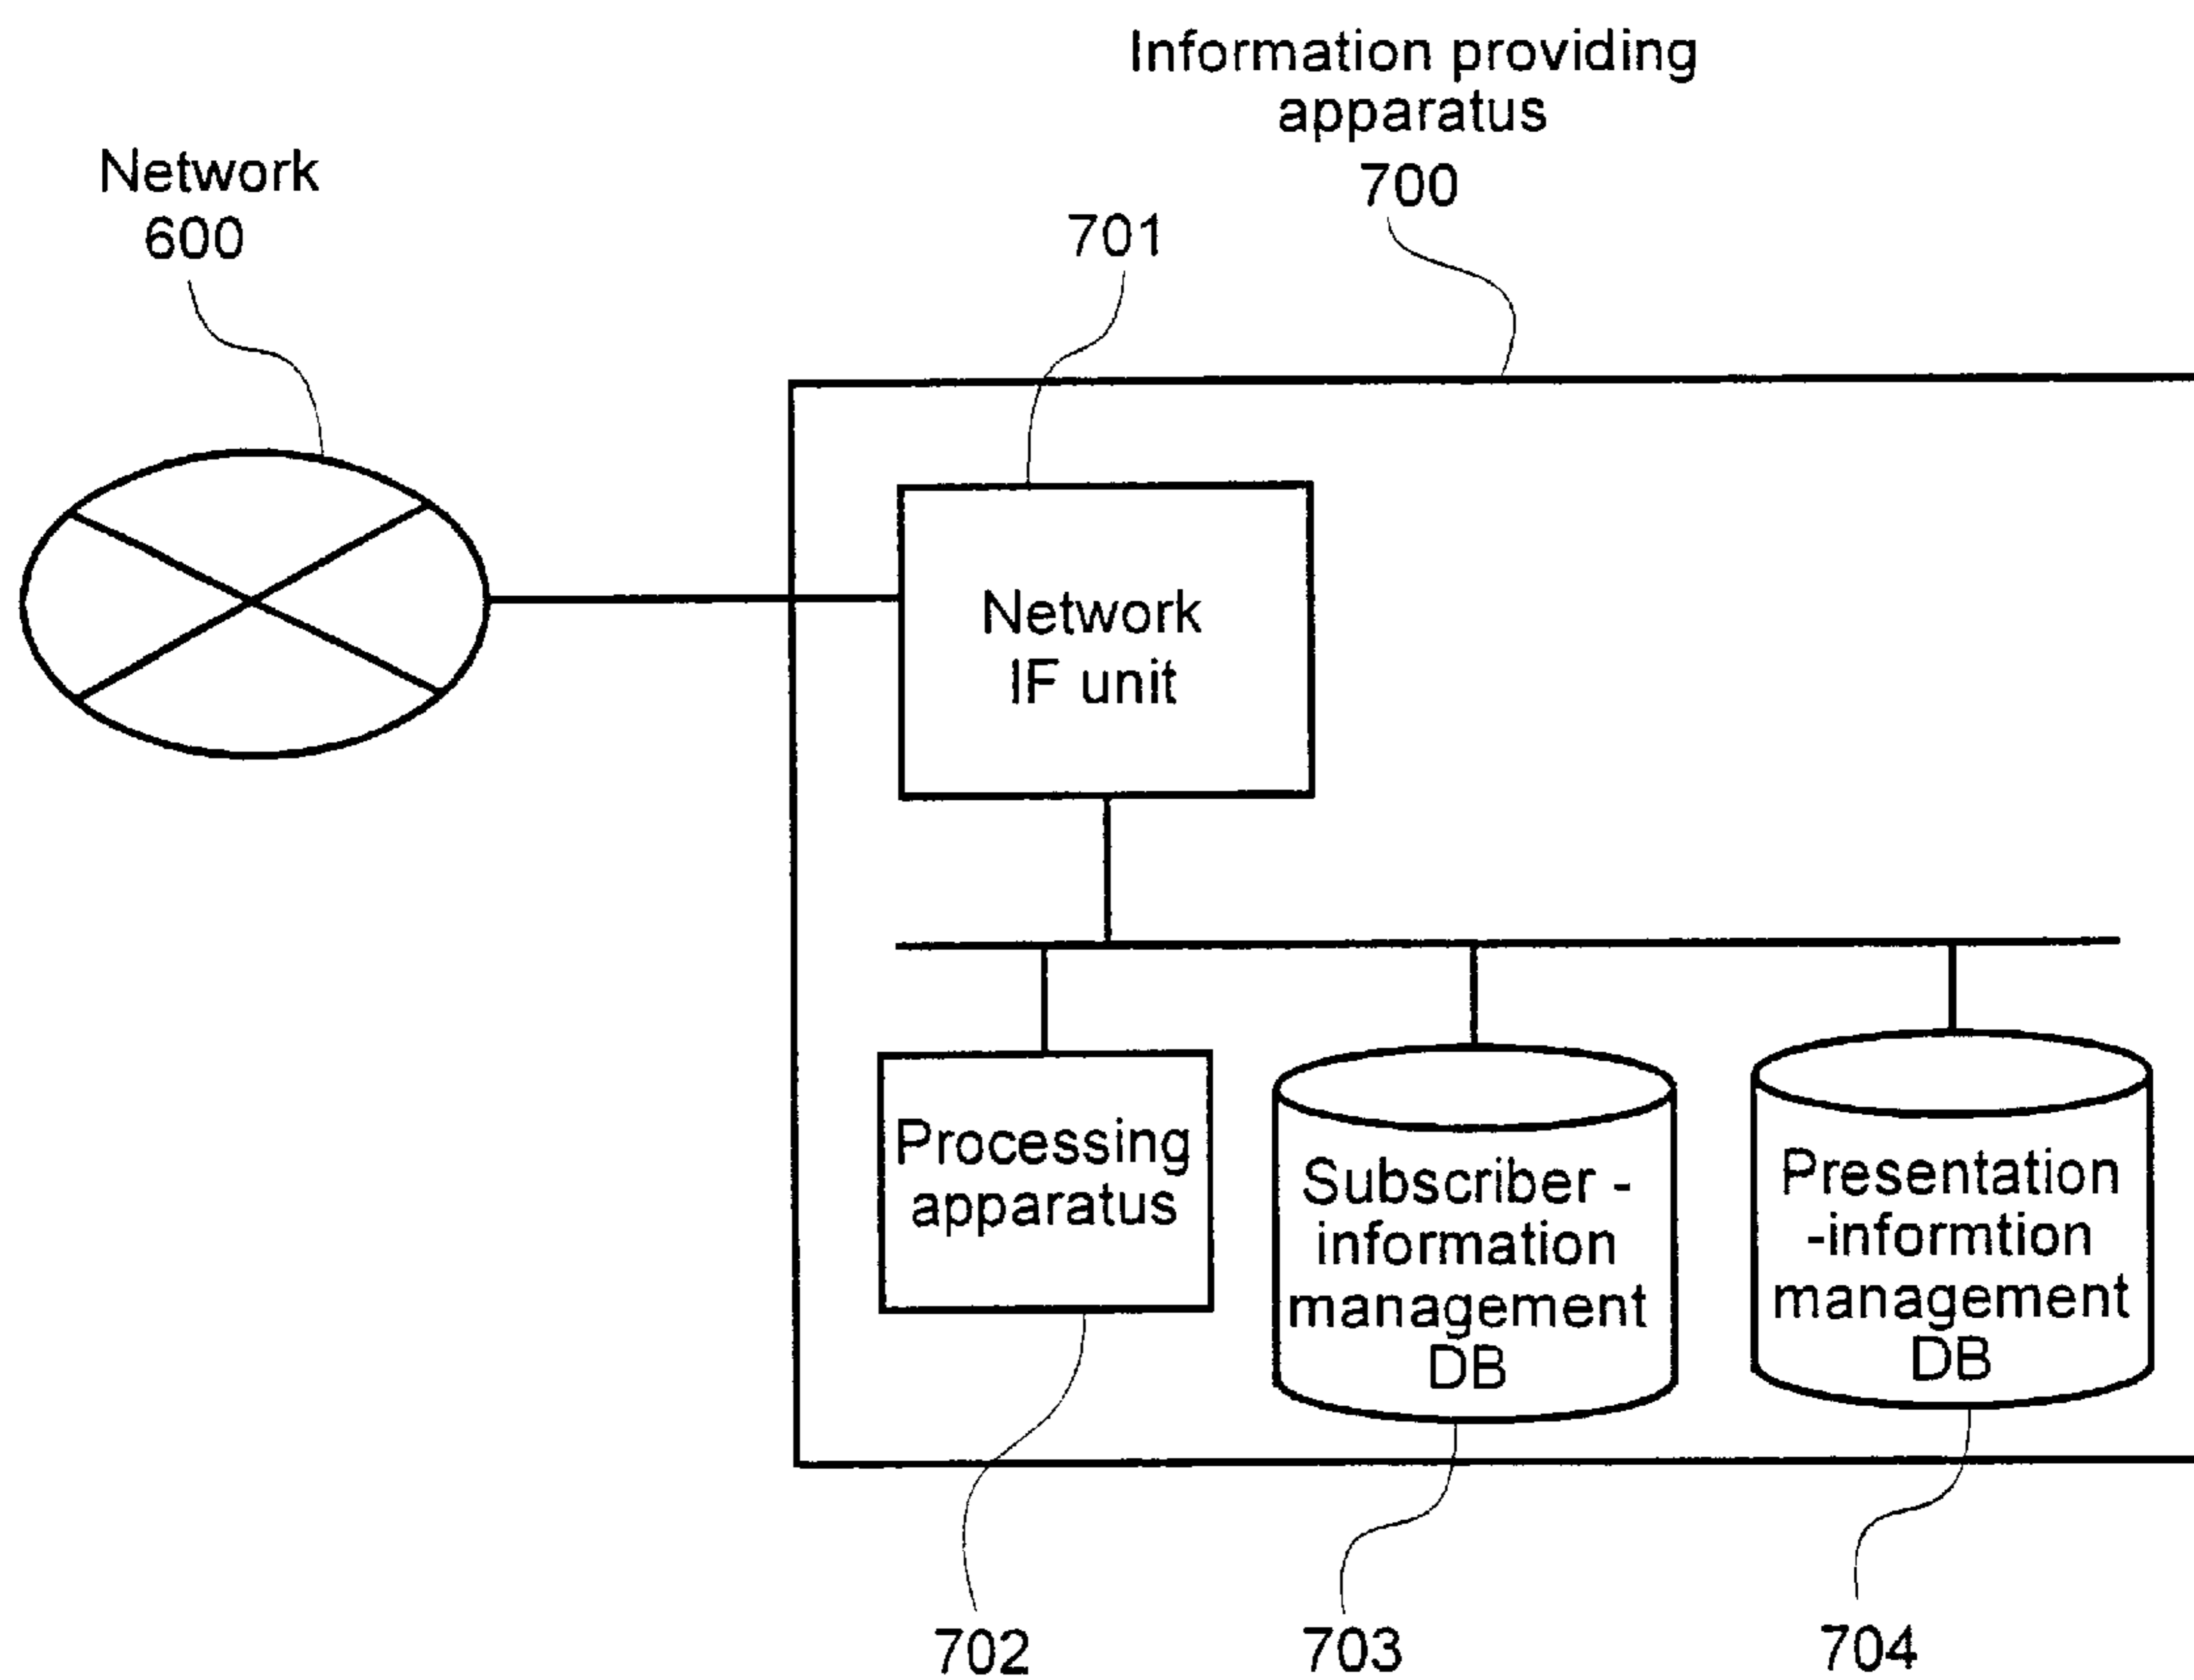 Information providing
apparatus
700
Network
600
701
Network
IF unit
Processing
apparatus
Subscriber -
information
management
DB
Presentation
-informtion
management
DB
702
703
704